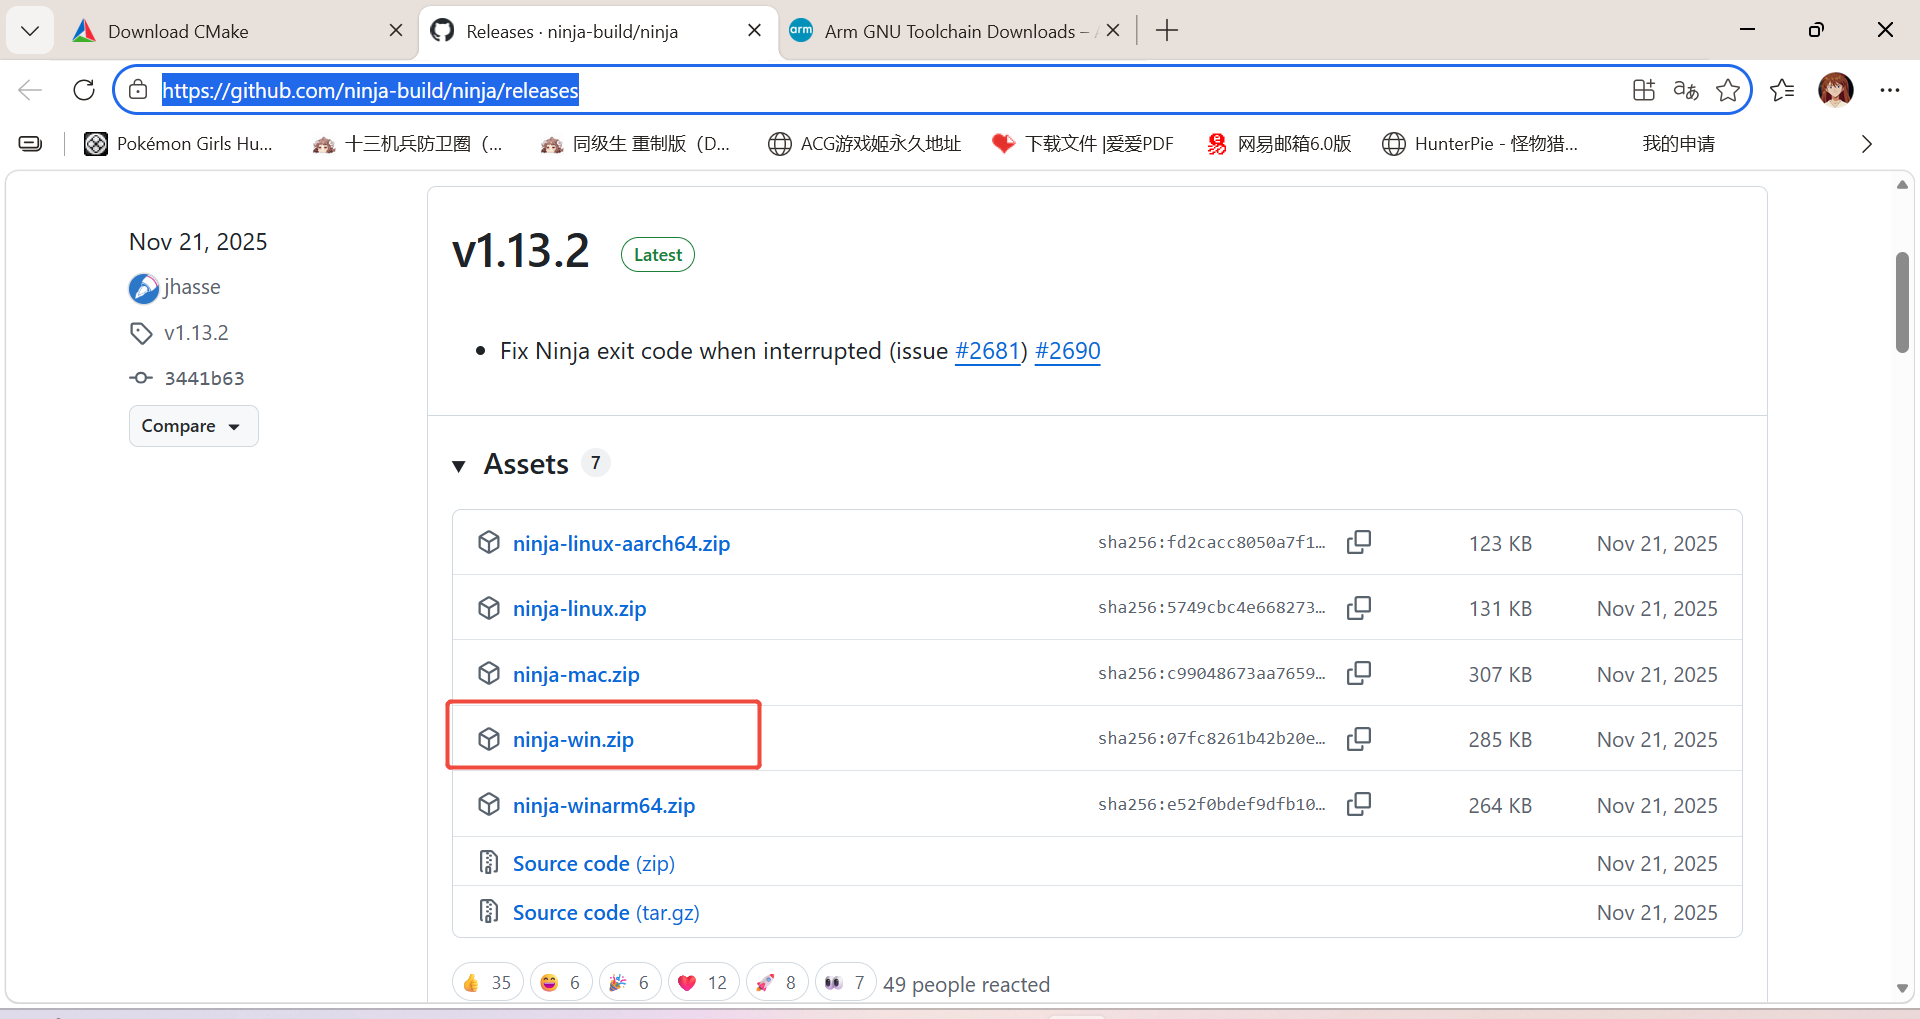 Download CMake
Releases · ninja-build/ninja
arm Arm GNU Toolchain Downloads –
https://github.com/ninja-build/ninja/releases
Pokémon Girls Hu...
十三机兵防卫圈（...
同级生 重制版（D...
ACG游戏姬永久地址
下载文件 |爱爱PDF
网易邮箱6.0版
HunterPie - 怪物猎...
我的申请
Nov 21, 2025
jhasse
v1.13.2
3441b63
Compare
v1.13.2 Latest
Fix Ninja exit code when interrupted (issue #2681) #2690
Assets 7
ninja-linux-aarch64.zip sha256:fd2cacc8050a7f1... 123 KB Nov 21, 2025
ninja-linux.zip sha256:5749cbc4e668273... 131 KB Nov 21, 2025
ninja-mac.zip sha256:c99048673aa7659... 307 KB Nov 21, 2025
ninja-win.zip sha256:07fc8261b42b20e... 285 KB Nov 21, 2025
ninja-winarm64.zip sha256:e52f0bdef9dfb10... 264 KB Nov 21, 2025
Source code (zip) Nov 21, 2025
Source code (tar.gz) Nov 21, 2025
👍 35 😄 6 🎉 6 ❤️ 12 🚀 8 👀 7 49 people reacted